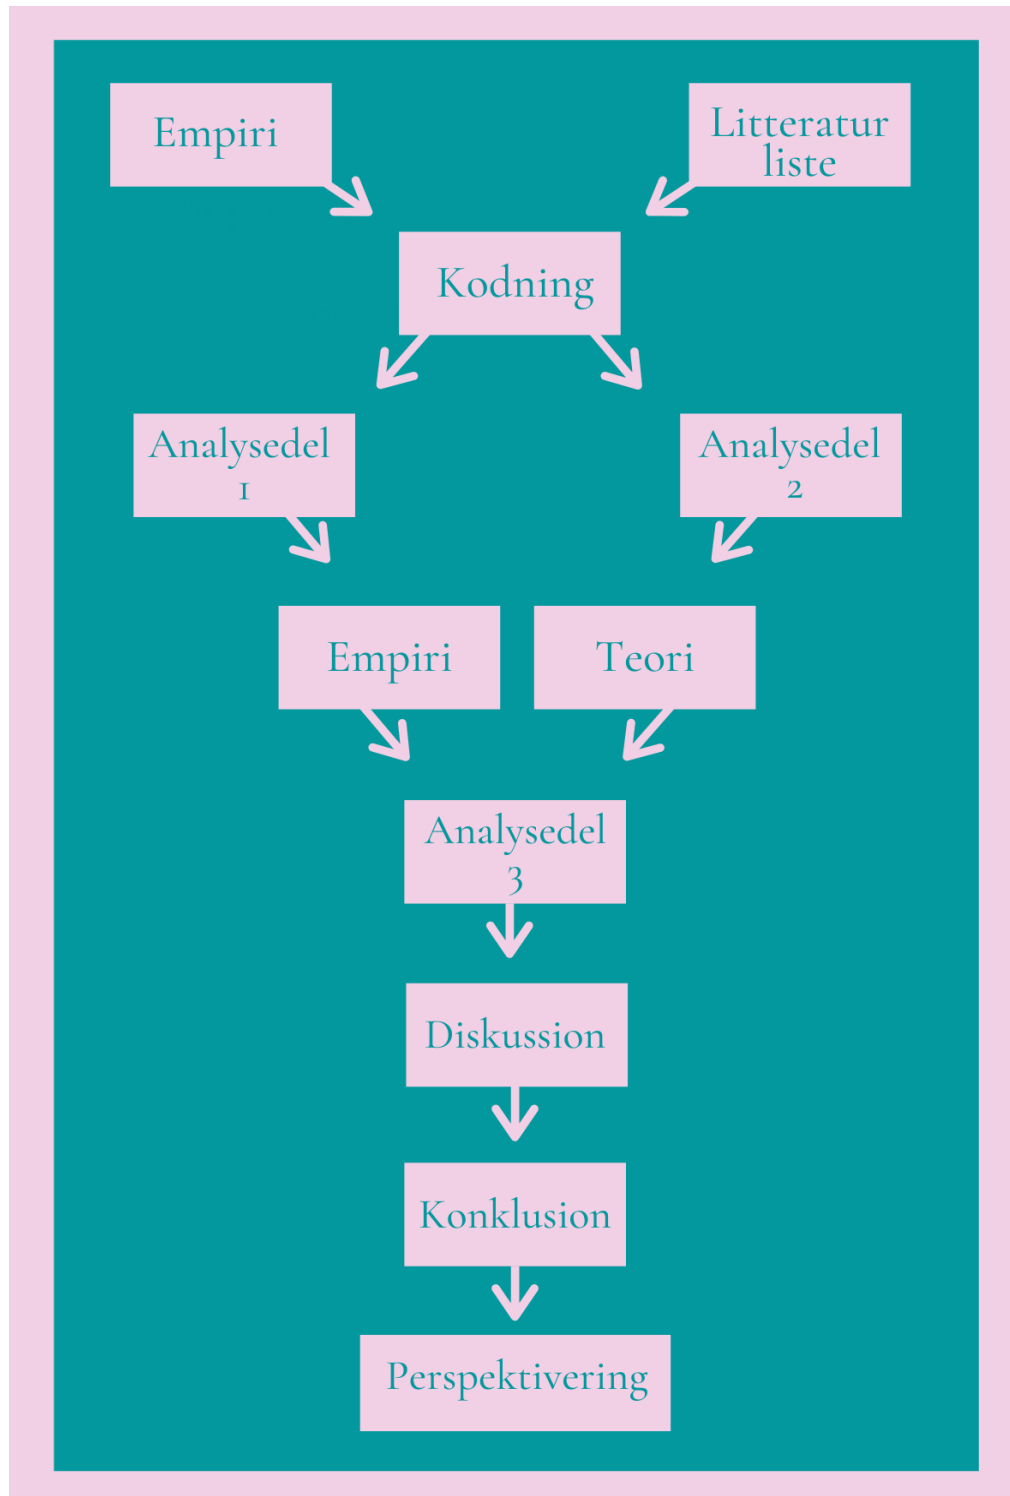 Empiri
Litteratur
liste
Kodning
Analysedel
1
Analysedel
2
Empiri
Teori
Analysedel
3
Diskussion
Konklusion
Perspektivering